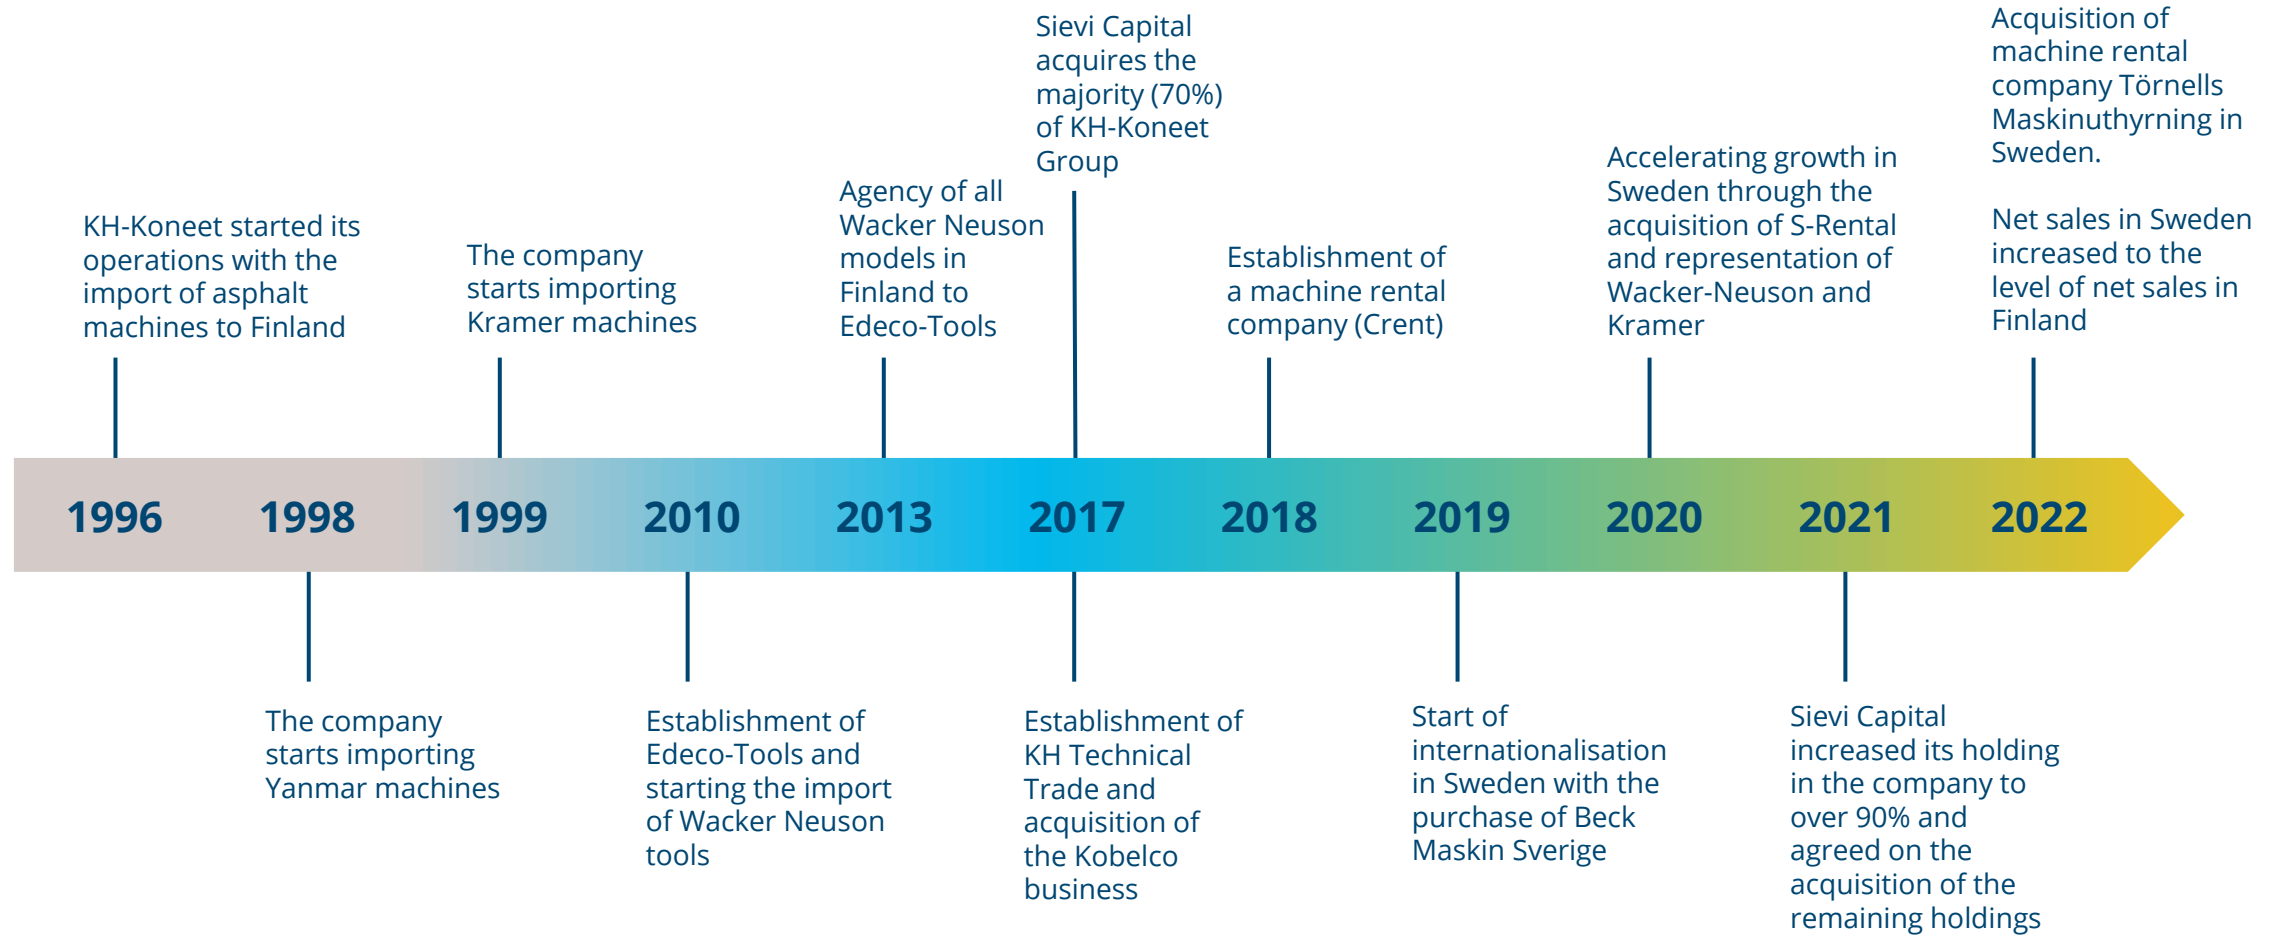 KH-Koneet started its
operations with the
import of asphalt
machines to Finland
The company
starts importing
Kramer machines
Agency of all
Wacker Neuson
models in
Finland to
Edeco-Tools
Sievi Capital
acquires the
majority (70%)
of KH-Koneet
Group
Establishment of
a machine rental
company (Crent)
Accelerating growth in
Sweden through the
acquisition of S-Rental
and representation of
Wacker-Neuson and
Kramer
Acquisition of
machine rental
company Törnells
Maskinuthyrning in
Sweden.
Net sales in Sweden
increased to the
level of net sales in
Finland
1996 1998 1999 2010 2013 2017 2018 2019 2020 2021 2022
The company
starts importing
Yanmar machines
Establishment of
Edeco-Tools and
starting the import
of Wacker Neuson
tools
Establishment of
KH Technical
Trade and
acquisition of
the Kobelco
business
Start of
internationalisation
in Sweden with the
purchase of Beck
Maskin Sverige
Sievi Capital
increased its holding
in the company to
over 90% and
agreed on the
acquisition of the
remaining holdings